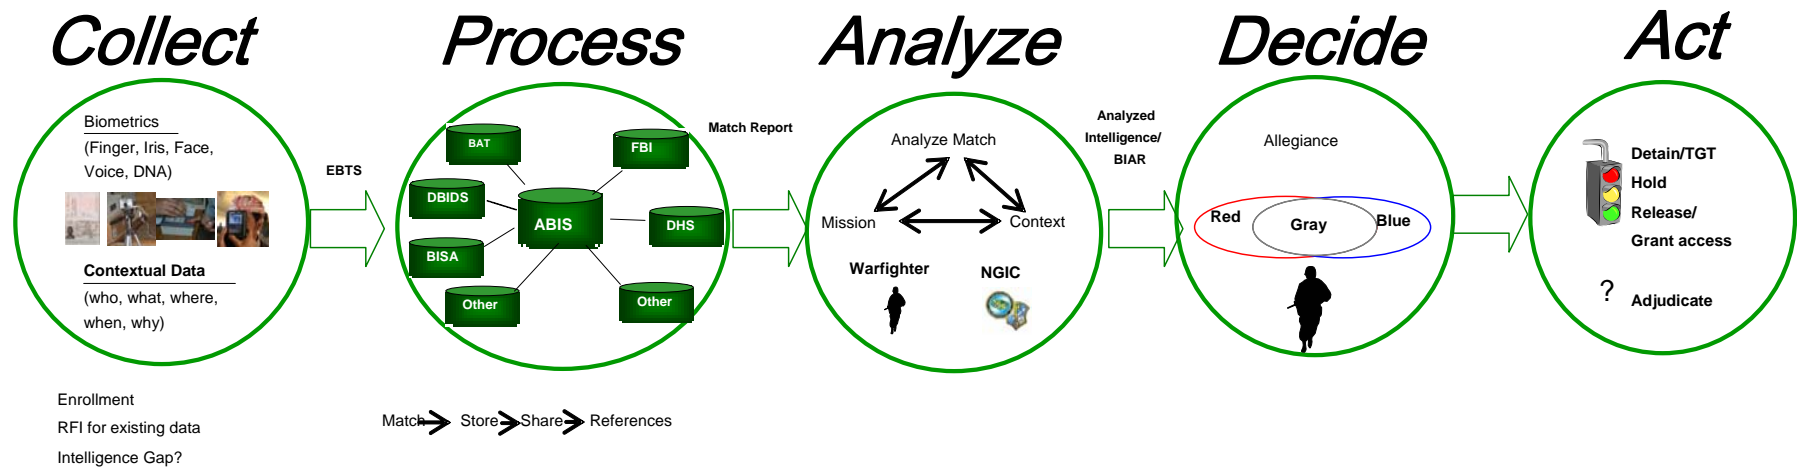 Collect
Process
Analyze
Decide
Act
Biometrics
(Finger, Iris, Face,
Voice, DNA)
Contextual Data
(who, what, where,
when, why)
EBTS
BAT
FBI
DBIDS
ABIS
DHS
BISA
Other
Other
Match Report
Analyze Match
Mission
Context
Warfighter
NGIC
Analyzed
Intelligence/
BIAR
Allegiance
Red
Gray
Blue
Detain/TGT
Hold
Release/
Grant access
? Adjudicate
Enrollment
RFI for existing data
Intelligence Gap?
Match Store Share References